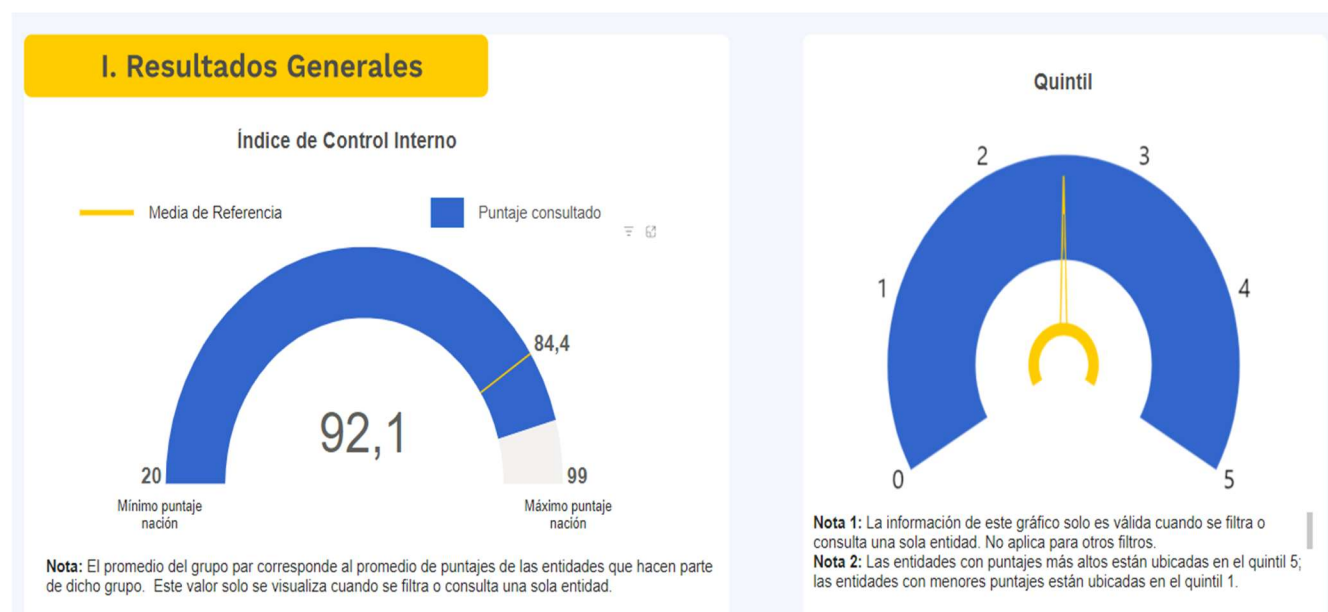 I. Resultados Generales
Índice de Control Interno
Media de Referencia
Puntaje consultado
84,4
92,1
20
99
Mínimo puntaje
nación
Máximo puntaje
nación
Nota: El promedio del grupo par corresponde al promedio de puntajes de las entidades que hacen parte
de dicho grupo. Este valor solo se visualiza cuando se filtra o consulta una sola entidad.
Quintil
2
3
1
4
0
5
Nota 1: La información de este gráfico solo es válida cuando se filtra o
consulta una sola entidad. No aplica para otros filtros.
Nota 2: Las entidades con puntajes más altos están ubicadas en el quintil 5;
las entidades con menores puntajes están ubicadas en el quintil 1.